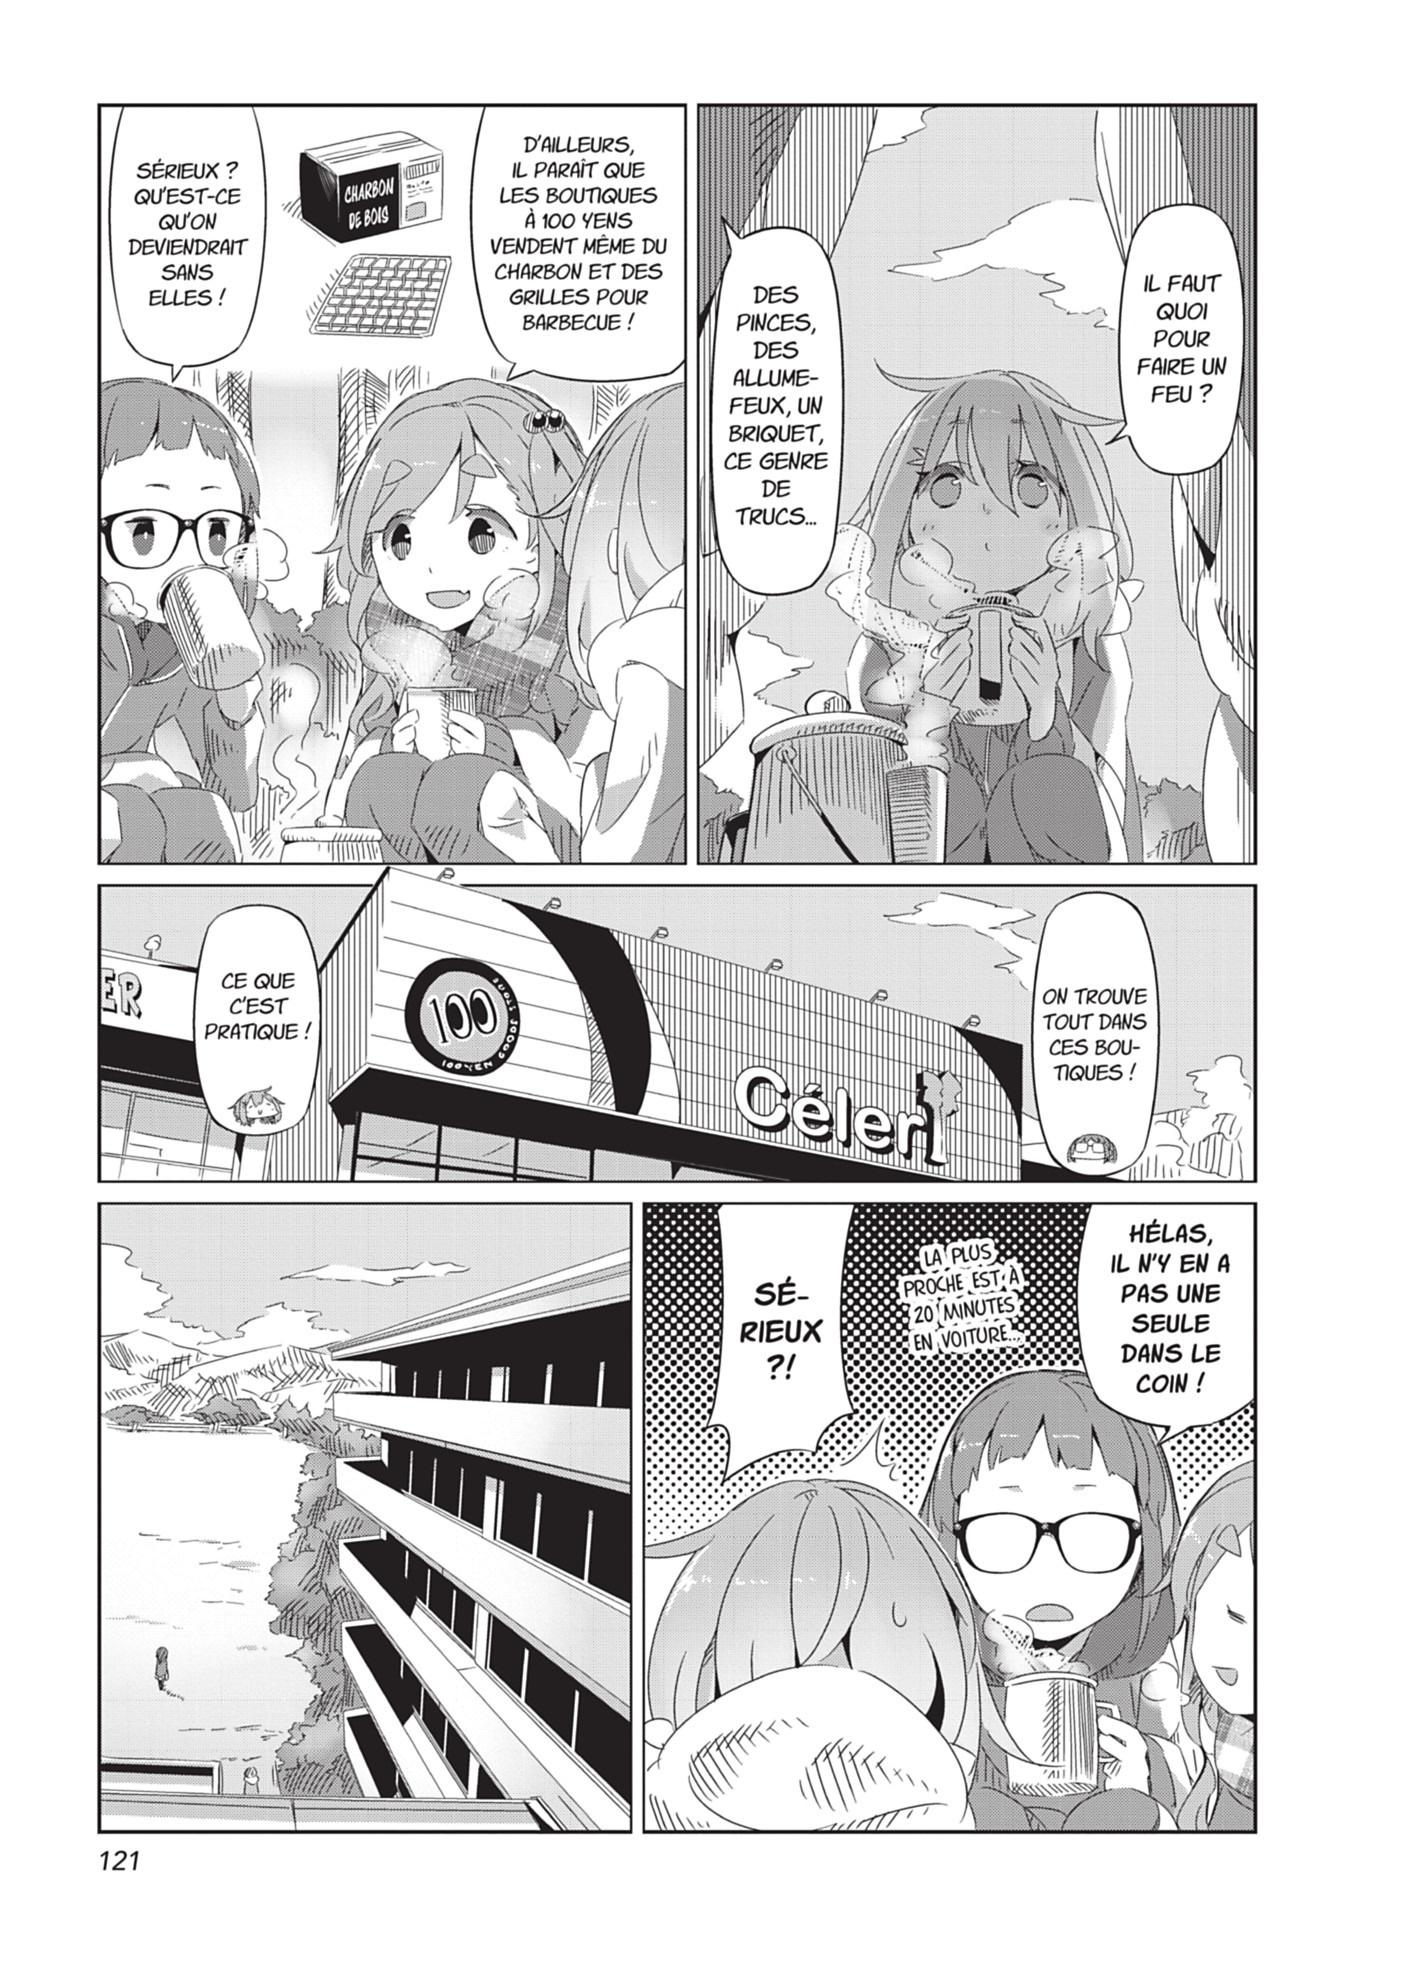 IL FAUT
QUOI
POUR
FAIRE UN
FEU ?
DES
PINCES,
DES
ALLUME-
FEUX, UN
BRIQUET,
CE GENRE
DE
TRUCS...
D'AILLEURS,
IL PARAÎT QUE
LES BOUTIQUES
À 100 YENS
VENDENT MÊME DU
CHARBON ET DES
GRILLES POUR
BARBECUE !
CHARBON
DE BOIS
SÉRIEUX ?
QU'EST-CE
QU'ON
DEVIENDRAIT
SANS
ELLES !
ON TROUVE
TOUT DANS
CES BOU-
TIQUES !
Céleri
100
100 YEN GOOD
CE QUE
C'EST
PRATIQUE !
ER
HÉLAS,
IL N'Y EN A
PAS UNE
SEULE
DANS LE
COIN !
LA PLUS
PROCHE EST À
20 MINUTES
EN VOITURE...
SÉ-
RIEUX
?!
121